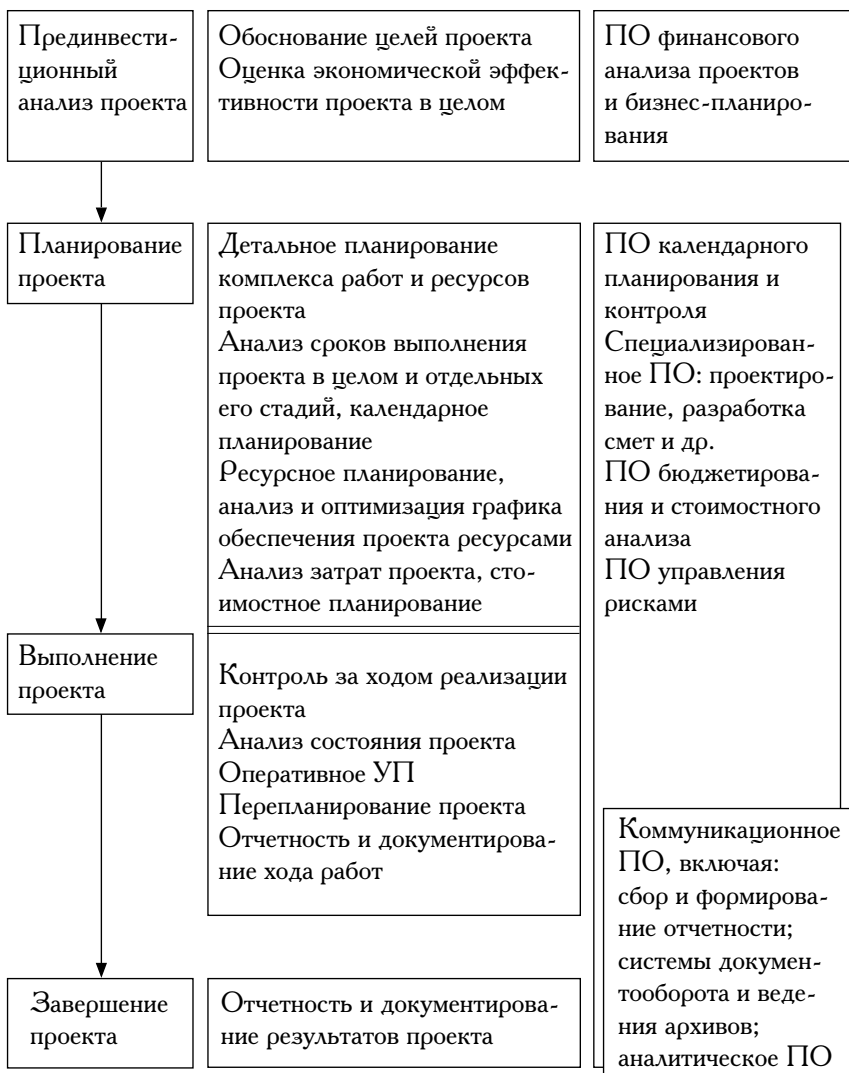 Прединвести-
ционный
анализ проекта
Обоснование целей проекта
Оценка экономической эффек-
тивности проекта в целом
ПО финансового
анализа проектов
и бизнес-планиро-
вания
Планирование
проекта
Детальное планирование
комплекса работ и ресурсов
проекта
Анализ сроков выполнения
проекта в целом и отдельных
его стадий, календарное
планирование
Ресурсное планирование,
анализ и оптимизация графика
обеспечения проекта ресурсами
Анализ затрат проекта, сто-
имостное планирование
ПО календарного
планирования и
контроля
Специализирован-
ное ПО: проектиро-
вание, разработка
смет и др.
ПО бюджетирова-
ния и стоимостного
анализа
ПО управления
рисками
Выполнение
проекта
Контроль за ходом реализации
проекта
Анализ состояния проекта
Оперативное УП
Перепланирование проекта
Отчетность и документирова-
ние хода работ
Коммуникационное
ПО, включая:
сбор и формирова-
ние отчетности;
системы докумен-
тооборота и веде-
ния архивов;
аналитическое ПО
Завершение
проекта
Отчетность и документирова-
ние результатов проекта